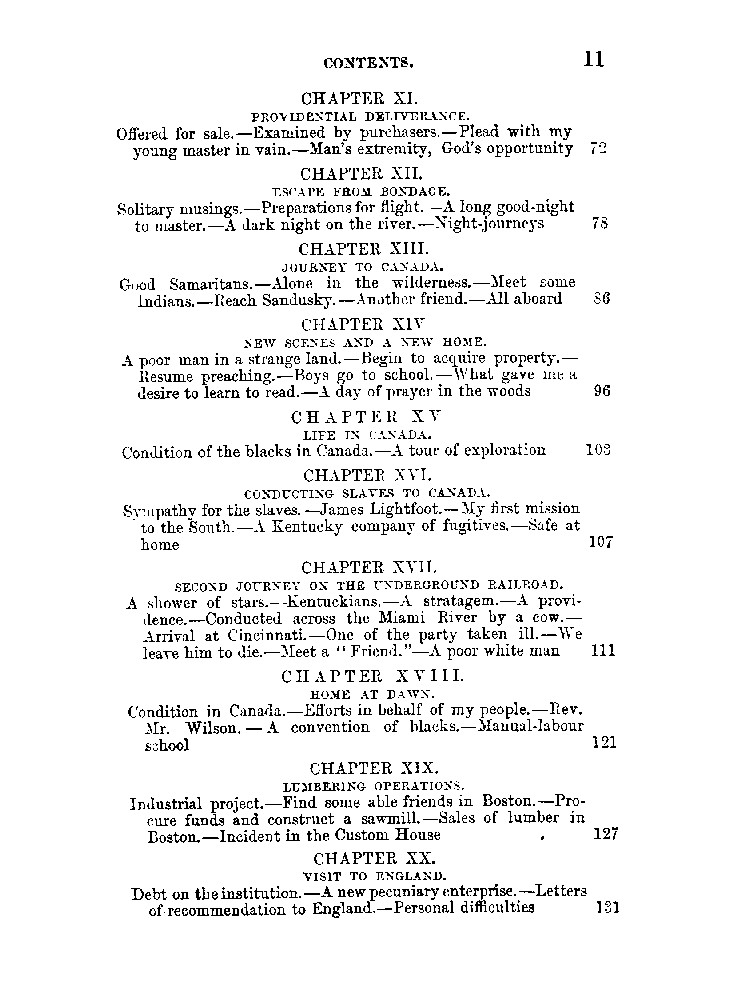 CONTENTS. 11
CHAPTER XI.
PROVIDENTIAL DELIVERANCE.
Offered for sale.—Examined by purchasers.—Plead with my
young master in vain.—Man's extremity, God's opportunity 72
CHAPTER XII.
ESCAPE FROM BONDAGE.
Solitary musings.—Preparations for flight.—A long good-night
to master.—A dark night on the river.—Night-journeys 78
CHAPTER XIII.
JOURNEY TO CANADA.
Good Samaritans.—Alone in the wilderness.—Meet some
Indians.—Reach Sandusky.—Another friend.—All aboard 86
CHAPTER XIV
NEW SCENES AND A NEW HOME.
A poor man in a strange land.—Begin to acquire property.—
Resume preaching.—Boys go to school.—What gave me a
desire to learn to read.—A day of prayer in the woods 96
CHAPTER XV
LIFE IN CANADA.
Condition of the blacks in Canada.—A tour of exploration 103
CHAPTER XVI.
CONDUCTING SLAVES TO CANADA.
Sympathy for the slaves.—James Lightfoot.—My first mission
to the South.—A Kentucky company of fugitives.—Safe at
home 107
CHAPTER XVII.
SECOND JOURNEY ON THE UNDERGROUND RAILROAD.
A shower of stars.—Kentuckians.—A stratagem.—A provi-
dence.—Conducted across the Miami River by a cow.—
Arrival at Cincinnati.—One of the party taken ill.—We
leave him to die.—Meet a "Friend."—A poor white man 111
CHAPTER XVIII.
HOME AT DAWN.
Condition in Canada.—Efforts in behalf of my people.—Rev.
Mr. Wilson.—A convention of blacks.—Manual-labour
school 121
CHAPTER XIX.
LUMBERING OPERATIONS.
Industrial project.—Find some able friends in Boston.—Pro-
cure funds and construct a sawmill.—Sales of lumber in
Boston.—Incident in the Custom House . 127
CHAPTER XX.
VISIT TO ENGLAND.
Debt on the institution.—A new pecuniary enterprise.—Letters
of recommendation to England.—Personal difficulties 131